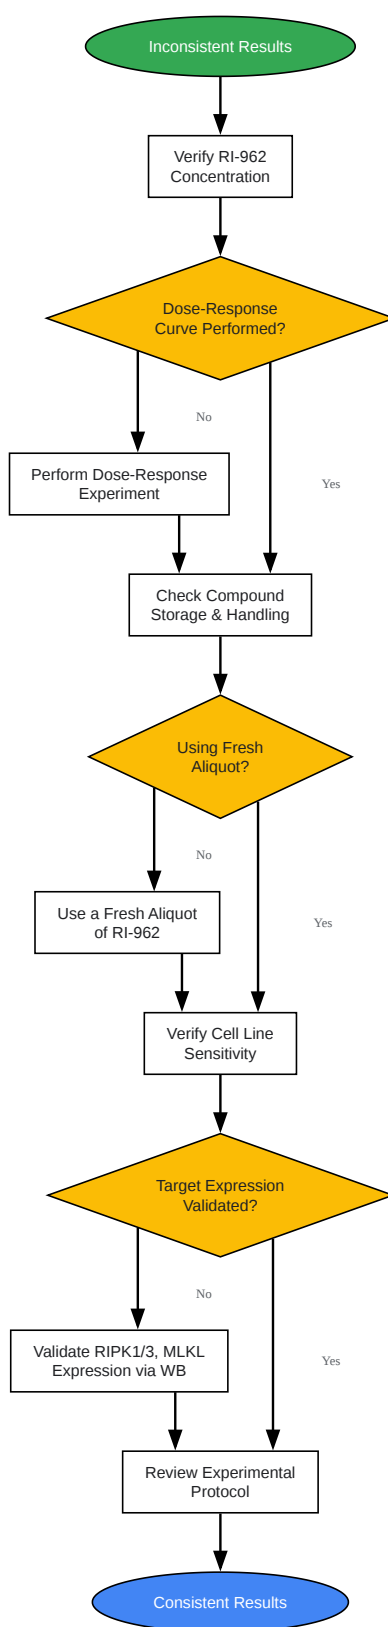 Inconsistent Results
Verify RI-962
Concentration
Dose-Response
Curve Performed?
No
Perform Dose-Response
Experiment
Yes
Check Compound
Storage & Handling
Using Fresh
Aliquot?
No
Use a Fresh Aliquot
of RI-962
Yes
Verify Cell Line
Sensitivity
Target Expression
Validated?
No
Validate RIPK1/3, MLKL
Expression via WB
Yes
Review Experimental
Protocol
Consistent Results